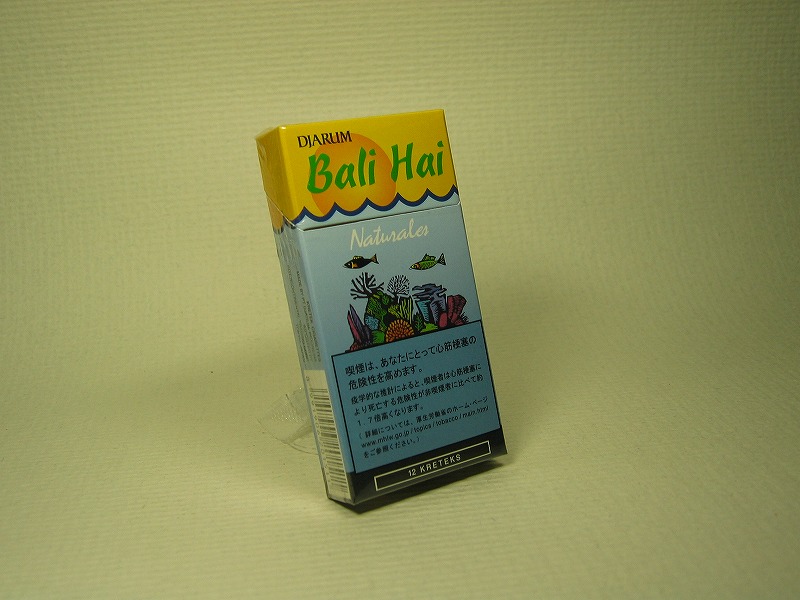 DJARUM
Bali Hai
Naturales
喫煙は、あなたにとって心筋梗塞の
危険性を高めます。
疫学的な推計によると、喫煙者は心筋梗塞に
より死亡する危険性が非喫煙者に比べて約
1.7倍高くなります。
(詳細については、厚生労働省のホーム・ページ
www.mhlw.go.jp/topics/tobacco/main.html
をご参照ください。)
12 KRETEKS